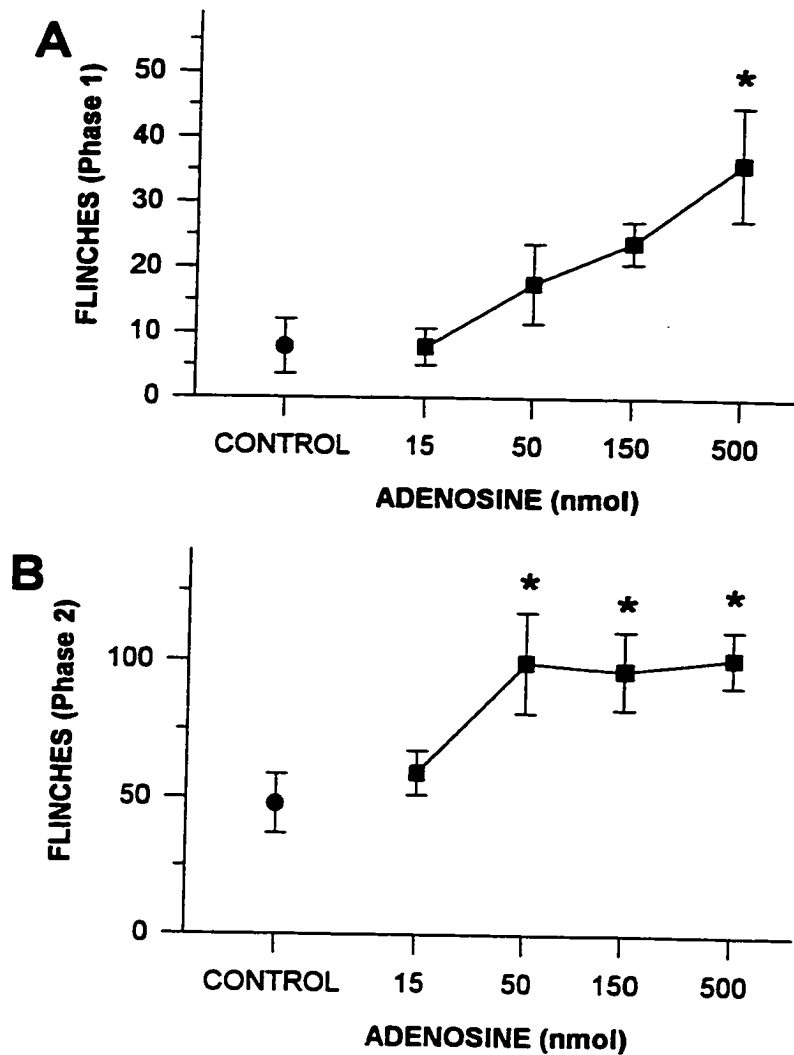 A
FLINCHES (Phase 1)
50
40
30
20
10
0
*
CONTROL 15 50 150 500
ADENOSINE (nmol)
B
FLINCHES (Phase 2)
100
50
0
* * *
CONTROL 15 50 150 500
ADENOSINE (nmol)